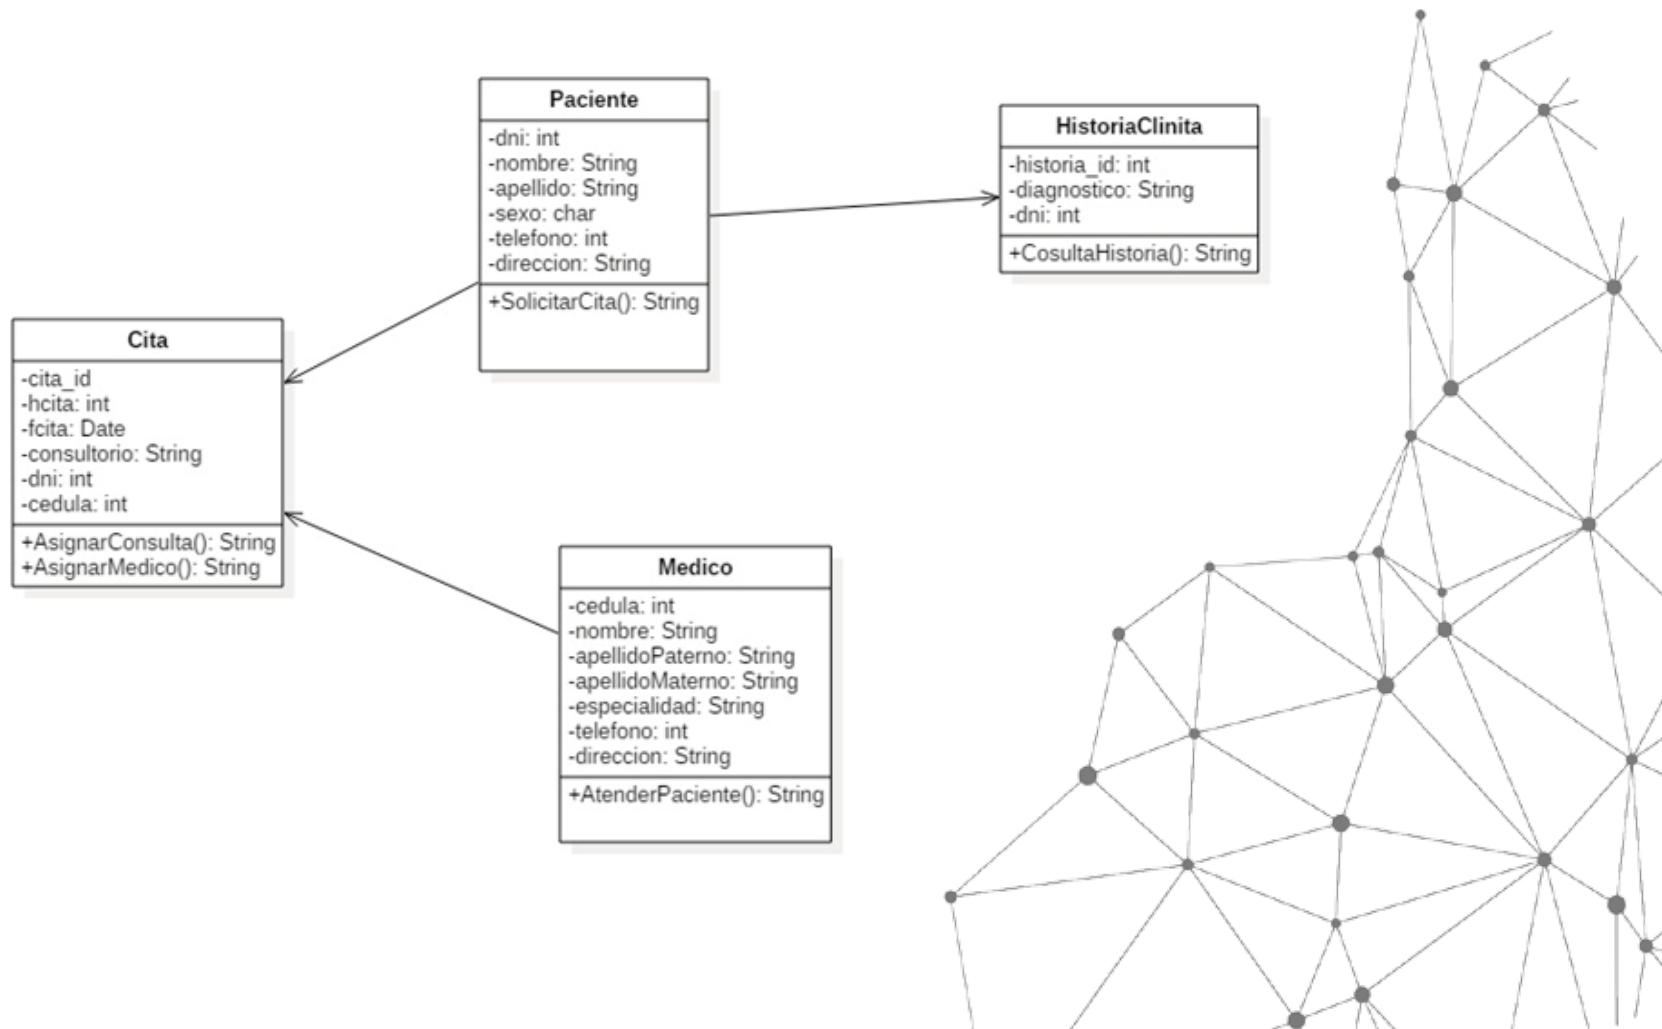 Paciente
-dni: int
-nombre: String
-apellido: String
-sexo: char
-telefono: int
-direccion: String
+SolicitarCita(): String
HistoriaClinita
-historia_id: int
-diagnostico: String
-dni: int
+CosultaHistoria(): String
Cita
-cita_id
-hcita: int
-fcita: Date
-consultorio: String
-dni: int
-cedula: int
+AsignarConsulta(): String
+AsignarMedico(): String
Medico
-cedula: int
-nombre: String
-apellidoPaterno: String
-apellidoMaterno: String
-especialidad: String
-telefono: int
-direccion: String
+AtenderPaciente(): String